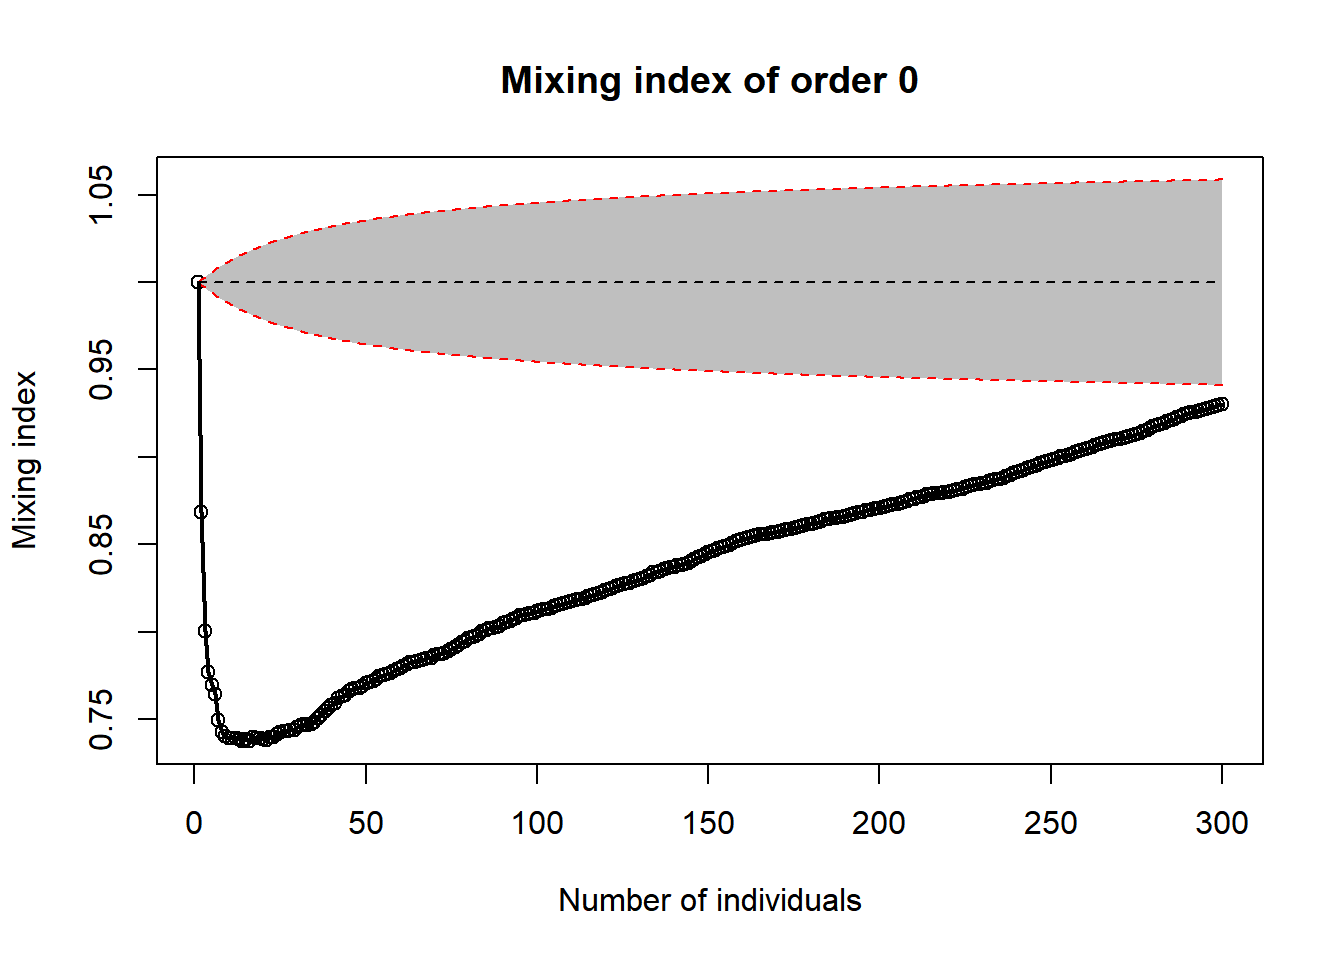 Mixing index of order 0
Mixing index
1.05
0.95
0.85
0.75
0 50 100 150 200 250 300
Number of individuals